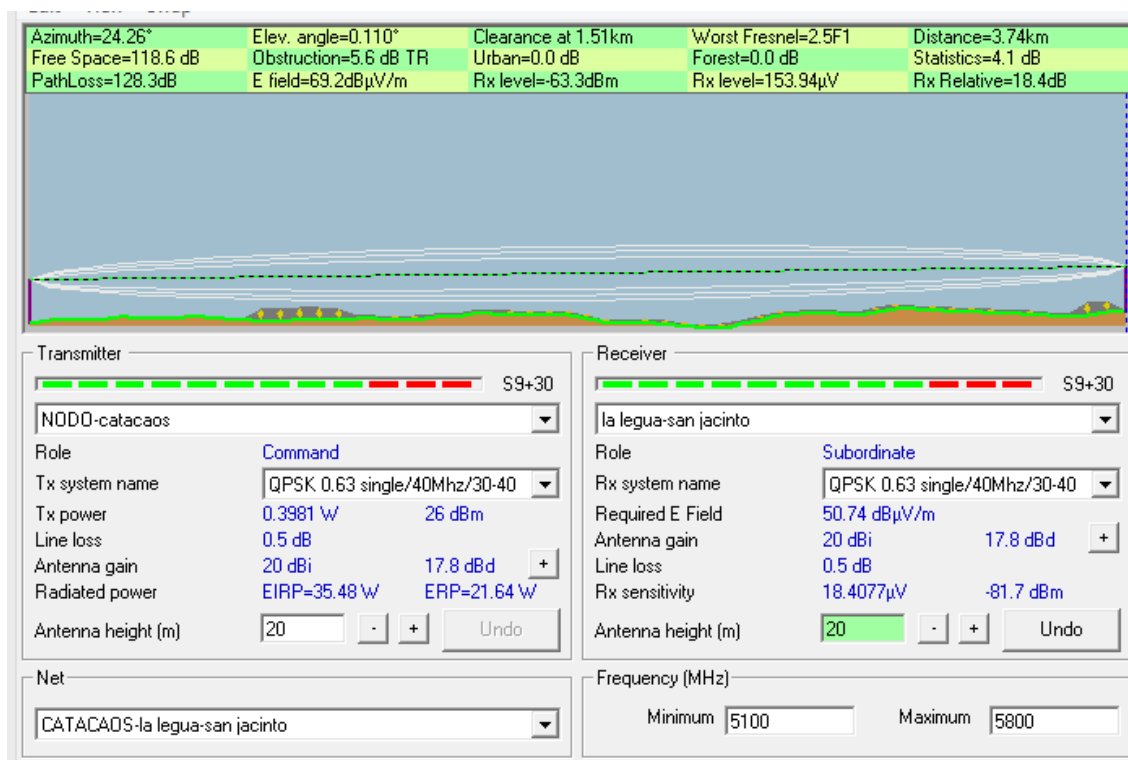 Azimuth=24.26° Elev. angle=0.110° Clearance at 1.51km Worst Fresnel=2.5F1 Distance=3.74km
Free Space=118.6 dB Obstruction=5.6 dB TR Urban=0.0 dB Forest=0.0 dB Statistics=4.1 dB
PathLoss=128.3dB E field=69.2dBµV/m Rx level=-63.3dBm Rx level=153.94µV Rx Relative=18.4dB
Transmitter
S9+30
NODO-catacaos
Role Command
Tx system name QPSK 0.63 single/40Mhz/30-40
Tx power 0.3981 W 26 dBm
Line loss 0.5 dB
Antenna gain 20 dBi 17.8 dBd +
Radiated power EIRP=35.48 W ERP=21.64 W
Antenna height (m) 20 - + Undo
Receiver
S9+30
la legua-san jacinto
Role Subordinate
Rx system name QPSK 0.63 single/40Mhz/30-40
Required E Field 50.74 dBµV/m
Antenna gain 20 dBi 17.8 dBd +
Line loss 0.5 dB
Rx sensitivity 18.4077µV -81.7 dBm
Antenna height (m) 20 - + Undo
Net
CATACAOS-la legua-san jacinto
Frequency (MHz)
Minimum 5100 Maximum 5800